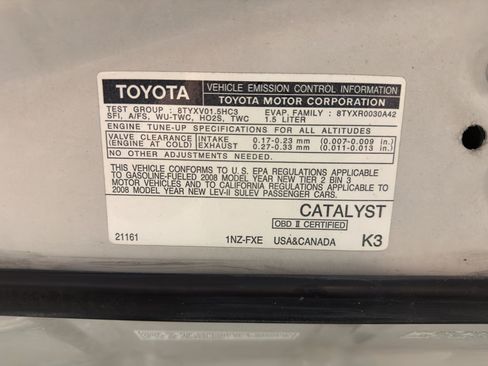 TOYOTA
VEHICLE EMISSION CONTROL INFORMATION
TOYOTA MOTOR CORPORATION
TEST GROUP : 8TYXV01.5HC3 EVAP. FAMILY : 8TYXR0030A42
SFI, A/FS, WU-TWC, HO2S, TWC 1.5 LITER
ENGINE TUNE-UP SPECIFICATIONS FOR ALL ALTITUDES
VALVE CLEARANCE INTAKE 0.17-0.23 mm (0.007-0.009 in.)
(ENGINE AT COLD) EXHAUST 0.27-0.33 mm (0.011-0.013 in.)
NO OTHER ADJUSTMENTS NEEDED.
THIS VEHICLE CONFORMS TO U.S. EPA REGULATIONS APPLICABLE
TO GASOLINE-FUELED 2008 MODEL YEAR NEW TIER 2 BIN 3
MOTOR VEHICLES AND TO CALIFORNIA REGULATIONS APPLICABLE TO
2008 MODEL YEAR NEW LEV-II SULEV PASSENGER CARS.
CATALYST
OBD II CERTIFIED
21161 1NZ-FXE USA&CANADA K3